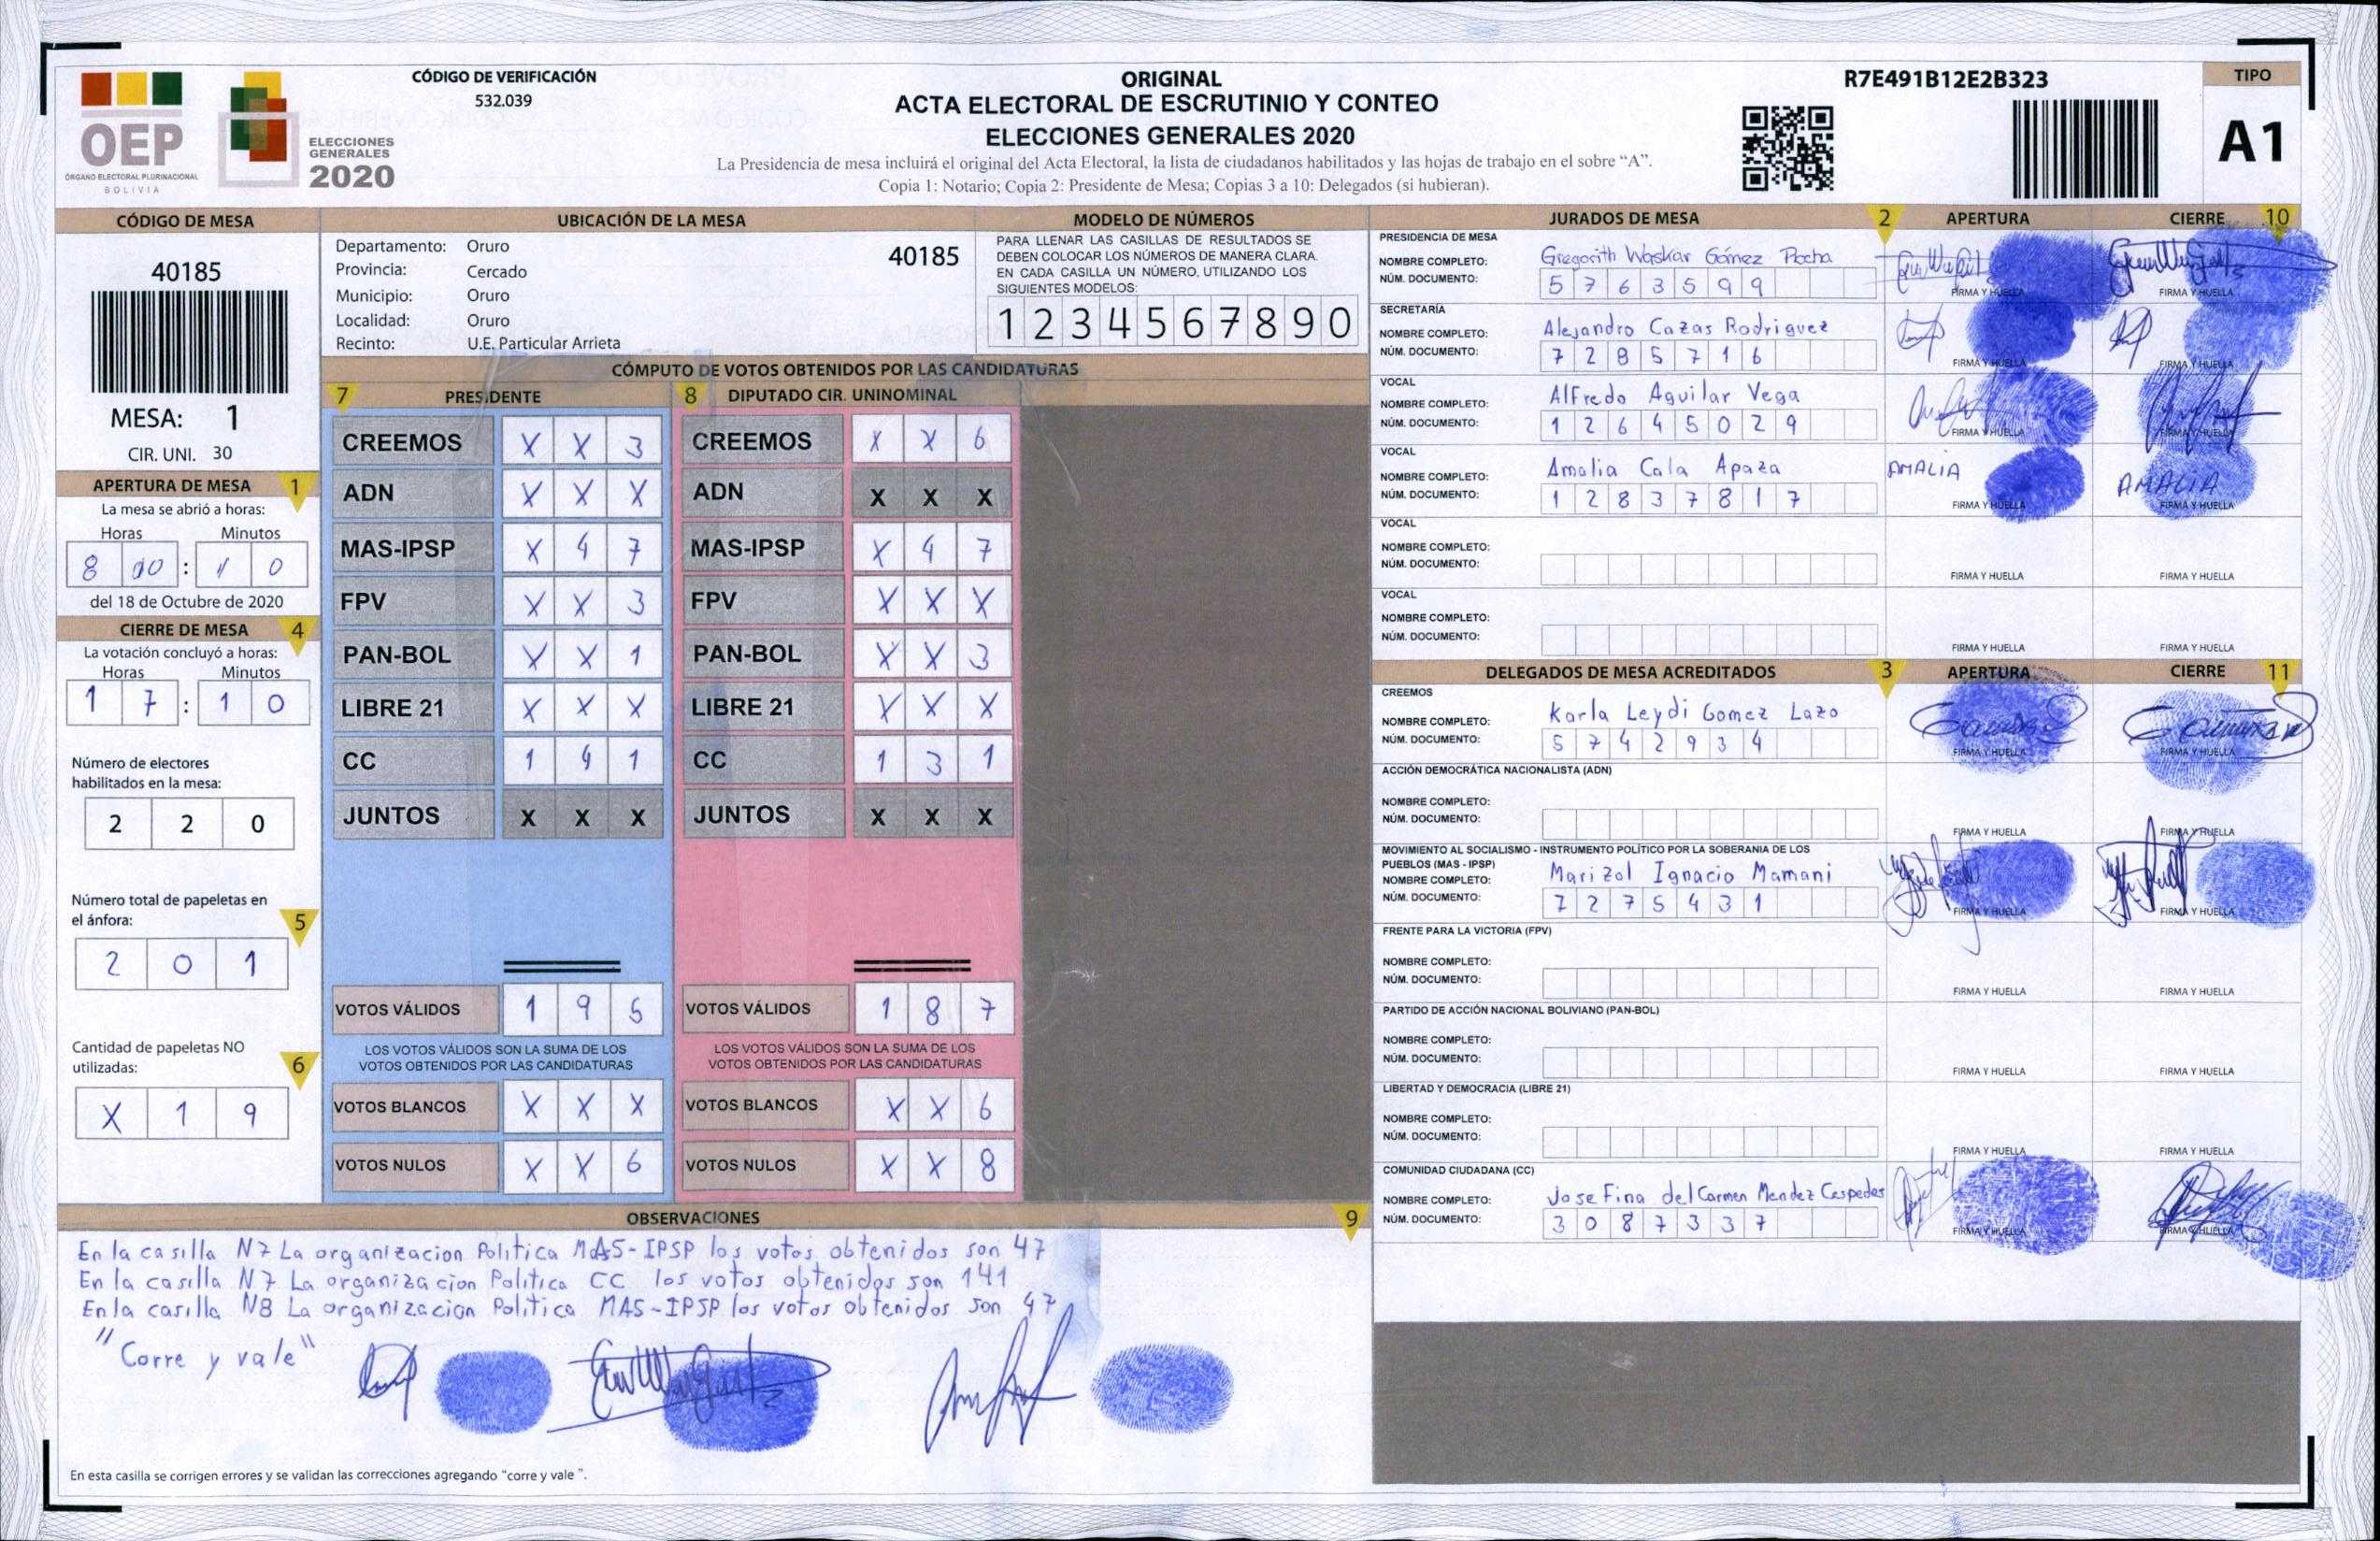 OEP
ÓRGANO ELECTORAL PLURINACIONAL
BOLIVIA
ELECCIONES
GENERALES
2020
CÓDIGO DE VERIFICACIÓN
532.039
ORIGINAL
ACTA ELECTORAL DE ESCRUTINIO Y CONTEO
ELECCIONES GENERALES 2020
La Presidencia de mesa incluirá el original del Acta Electoral, la lista de ciudadanos habilitados y las hojas de trabajo en el sobre “A”.
Copia 1: Notario; Copia 2: Presidente de Mesa; Copias 3 a 10: Delegados (si hubieran).
R7E491B12E2B323
TIPO
A1
CÓDIGO DE MESA
40185
MESA: 1
CIR. UNI. 30
APERTURA DE MESA 1
La mesa se abrió a horas:
Horas Minutos
del 18 de Octubre de 2020
CIERRE DE MESA 4
La votación concluyó a horas:
Horas Minutos
1 7 : 1 0
Número de electores
habilitados en la mesa:
2 2 0
Número total de papeletas en
el ánfora: 5
2 0 1
Cantidad de papeletas NO
utilizadas: 6
X 1 9
UBICACIÓN DE LA MESA
Departamento: Oruro 40185
Provincia: Cercado
Municipio: Oruro
Localidad: Oruro
Recinto: U.E. Particular Arrieta
MODELO DE NÚMEROS
PARA LLENAR LAS CASILLAS DE RESULTADOS SE
DEBEN COLOCAR LOS NÚMEROS DE MANERA CLARA.
EN CADA CASILLA UN NÚMERO, UTILIZANDO LOS
SIGUIENTES MODELOS:
1 2 3 4 5 6 7 8 9 0
CÓMPUTO DE VOTOS OBTENIDOS POR LAS CANDIDATURAS
7 PRESIDENTE
CREEMOS X X 3
ADN X X X
MAS-IPSP X 4 7
FPV X X 3
PAN-BOL X X 1
LIBRE 21 X X X
CC 1 4 1
JUNTOS X X X
VOTOS VÁLIDOS 1 9 5
LOS VOTOS VÁLIDOS SON LA SUMA DE LOS
VOTOS OBTENIDOS POR LAS CANDIDATURAS
VOTOS BLANCOS X X X
VOTOS NULOS X X 6
8 DIPUTADO CIR. UNINOMINAL
CREEMOS X X 6
ADN X X X
MAS-IPSP X 4 7
FPV X X X
PAN-BOL X X 3
LIBRE 21 X X X
CC 1 3 1
JUNTOS X X X
VOTOS VÁLIDOS 1 8 7
LOS VOTOS VÁLIDOS SON LA SUMA DE LOS
VOTOS OBTENIDOS POR LAS CANDIDATURAS
VOTOS BLANCOS X X 6
VOTOS NULOS X X 8
OBSERVACIONES 9
En la casilla N7 La organizacion Politica MAS-IPSP los votos obtenidos son 47
En la casilla N7 La organizacion Politica CC los votos obtenidos son 141
En la casilla N8 La organizacion Politica MAS-IPSP los votos obtenidos son 47
"Corre y vale"
En esta casilla se corrigen errores y se validan las correcciones agregando “corre y vale ”.
JURADOS DE MESA 2 APERTURA CIERRE 10
PRESIDENCIA DE MESA
NOMBRE COMPLETO: Gregorith Waskar Gómez Pocha
NÚM. DOCUMENTO: 5 7 6 3 5 9 9
FIRMA Y HUELLA FIRMA Y HUELLA
SECRETARÍA
NOMBRE COMPLETO: Alejandro Cazas Rodriguez
NÚM. DOCUMENTO: 7 2 8 5 7 1 6
FIRMA Y HUELLA FIRMA Y HUELLA
VOCAL
NOMBRE COMPLETO: Alfredo Aguilar Vega
NÚM. DOCUMENTO: 1 2 6 4 5 0 2 9
FIRMA Y HUELLA FIRMA Y HUELLA
VOCAL
NOMBRE COMPLETO: Amalia Cala Apaza AMALIA AMALIA
NÚM. DOCUMENTO: 1 2 8 3 7 8 1 7
FIRMA Y HUELLA FIRMA Y HUELLA
VOCAL
NOMBRE COMPLETO:
NÚM. DOCUMENTO:
FIRMA Y HUELLA FIRMA Y HUELLA
VOCAL
NOMBRE COMPLETO:
NÚM. DOCUMENTO:
FIRMA Y HUELLA FIRMA Y HUELLA
DELEGADOS DE MESA ACREDITADOS 3 APERTURA CIERRE 11
CREEMOS
NOMBRE COMPLETO: Karla Leydi Gomez Lazo
NÚM. DOCUMENTO: 5 7 4 2 9 3 4
FIRMA Y HUELLA FIRMA Y HUELLA
ACCIÓN DEMOCRÁTICA NACIONALISTA (ADN)
NOMBRE COMPLETO:
NÚM. DOCUMENTO:
FIRMA Y HUELLA FIRMA Y HUELLA
MOVIMIENTO AL SOCIALISMO - INSTRUMENTO POLÍTICO POR LA SOBERANIA DE LOS
PUEBLOS (MAS - IPSP)
NOMBRE COMPLETO: Marizol Ignacio Mamani
NÚM. DOCUMENTO: 7 2 7 5 4 3 1
FIRMA Y HUELLA FIRMA Y HUELLA
FRENTE PARA LA VICTORIA (FPV)
NOMBRE COMPLETO:
NÚM. DOCUMENTO:
FIRMA Y HUELLA FIRMA Y HUELLA
PARTIDO DE ACCIÓN NACIONAL BOLIVIANO (PAN-BOL)
NOMBRE COMPLETO:
NÚM. DOCUMENTO:
FIRMA Y HUELLA FIRMA Y HUELLA
LIBERTAD Y DEMOCRACIA (LIBRE 21)
NOMBRE COMPLETO:
NÚM. DOCUMENTO:
FIRMA Y HUELLA FIRMA Y HUELLA
COMUNIDAD CIUDADANA (CC)
NOMBRE COMPLETO: Josefina del Carmen Mendez Cespedes
NÚM. DOCUMENTO: 3 0 8 7 3 3 7
FIRMA Y HUELLA FIRMA Y HUELLA